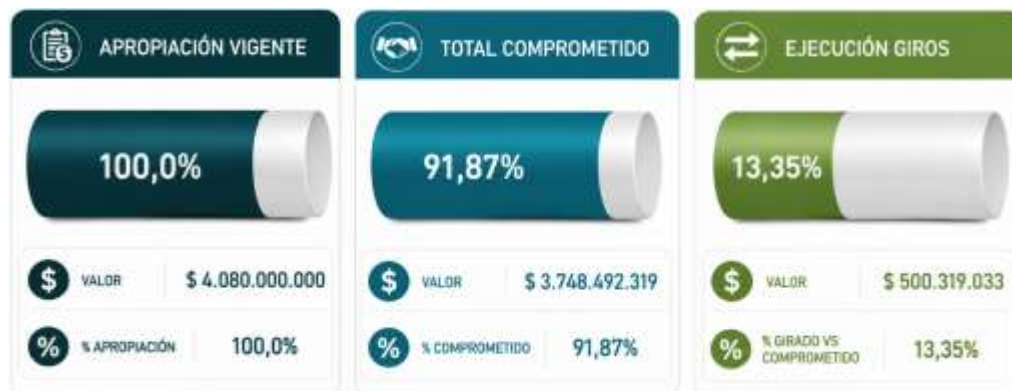 APROPIACIÓN VIGENTE
100,0%
$ VALOR $ 4.080.000.000
% % APROPIACIÓN 100,0%
TOTAL COMPROMETIDO
91,87%
$ VALOR $ 3.748.492.319
% % COMPROMETIDO 91,87%
EJECUCIÓN GIROS
13,35%
$ VALOR $ 500.319.033
% % GIRADO VS
COMPROMETIDO 13,35%